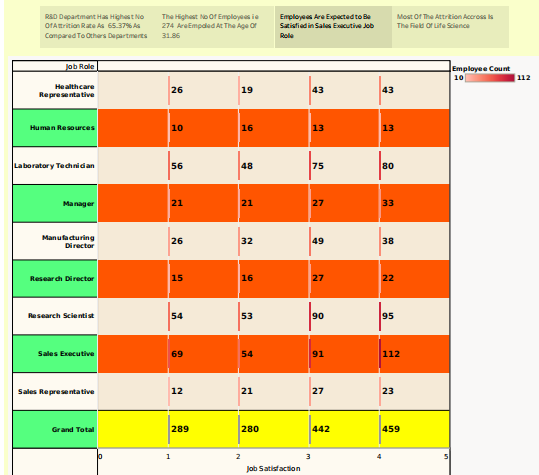 R&D Department Has Highest No
Of Attrition Rate As  65.37% As
Compared To Others Departments
The Highest No Of Employees i e
274  Are Empoled At The Age Of
31.86
Employees Are Expected to Be
Satisfied in Sales Executive Job
Role
Most Of The Attrition Accross Is
The Field Of Life Science
Job Role
Employee Count
10 112
Healthcare
Representative 26 19 43 43
Human Resources 10 16 13 13
Laboratory Technician 56 48 75 80
Manager 21 21 27 33
Manufacturing
Director 26 32 49 38
Research Director 15 16 27 22
Research Scientist 54 53 90 95
Sales Executive 69 54 91 112
Sales Representative 12 21 27 23
Grand Total 289 280 442 459
0 1 2 3 4 5
Job Satisfaction